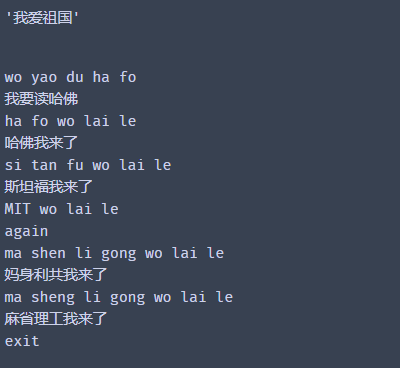 '我爱祖国'
wo yao du ha fo
我要读哈佛
ha fo wo lai le
哈佛我来了
si tan fu wo lai le
斯坦福我来了
MIT wo lai le
again
ma shen li gong wo lai le
妈身利共我来了
ma sheng li gong wo lai le
麻省理工我来了
exit